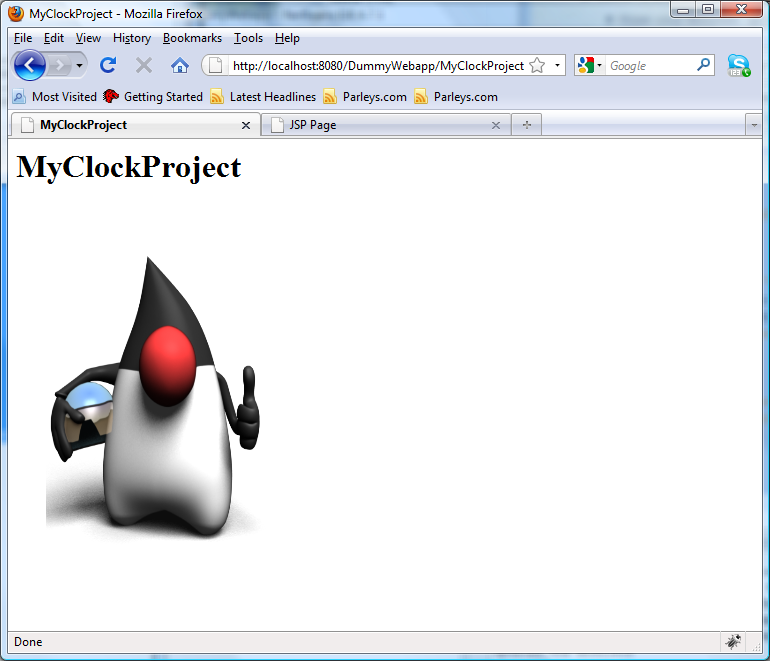 MyClockProject - Mozilla Firefox
File Edit View History Bookmarks Tools Help
http://localhost:8080/DummyWebapp/MyClockProject Google
Most Visited Getting Started Latest Headlines Parleys.com Parleys.com
MyClockProject JSP Page
MyClockProject
Done